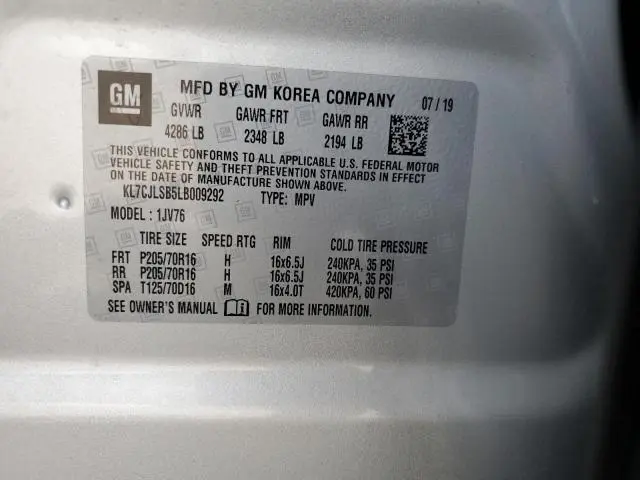 GM
MFD BY GM KOREA COMPANY 07/19
GVWR GAWR FRT GAWR RR
4286 LB 2348 LB 2194 LB
THIS VEHICLE CONFORMS TO ALL APPLICABLE U.S. FEDERAL MOTOR
VEHICLE SAFETY AND THEFT PREVENTION STANDARDS IN EFFECT
ON THE DATE OF MANUFACTURE SHOWN ABOVE.
KL7CJLSB5LB009292 TYPE: MPV
MODEL : 1JV76
TIRE SIZE SPEED RTG RIM COLD TIRE PRESSURE
FRT P205/70R16 H 16x6.5J 240KPA, 35 PSI
RR P205/70R16 H 16x6.5J 240KPA, 35 PSI
SPA T125/70D16 M 16x4.0T 420KPA, 60 PSI
SEE OWNER'S MANUAL FOR MORE INFORMATION.